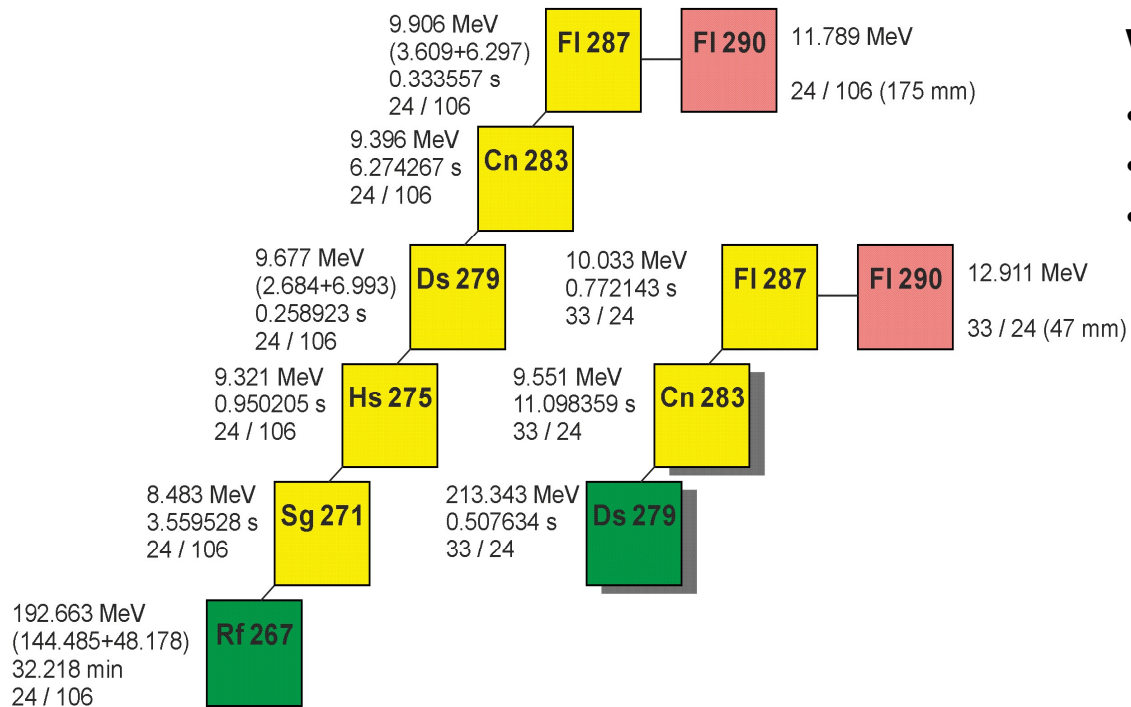 9.906 MeV
(3.609+6.297)
0.333557 s
24 / 106
Fl 287
Fl 290
11.789 MeV
24 / 106 (175 mm)
9.396 MeV
6.274267 s
24 / 106
Cn 283
9.677 MeV
(2.684+6.993)
0.258923 s
24 / 106
Ds 279
10.033 MeV
0.772143 s
33 / 24
Fl 287
Fl 290
12.911 MeV
33 / 24 (47 mm)
9.321 MeV
0.950205 s
24 / 106
Hs 275
9.551 MeV
11.098359 s
33 / 24
Cn 283
8.483 MeV
3.559528 s
24 / 106
Sg 271
213.343 MeV
0.507634 s
33 / 24
Ds 279
192.663 MeV
(144.485+48.178)
32.218 min
24 / 106
Rf 267